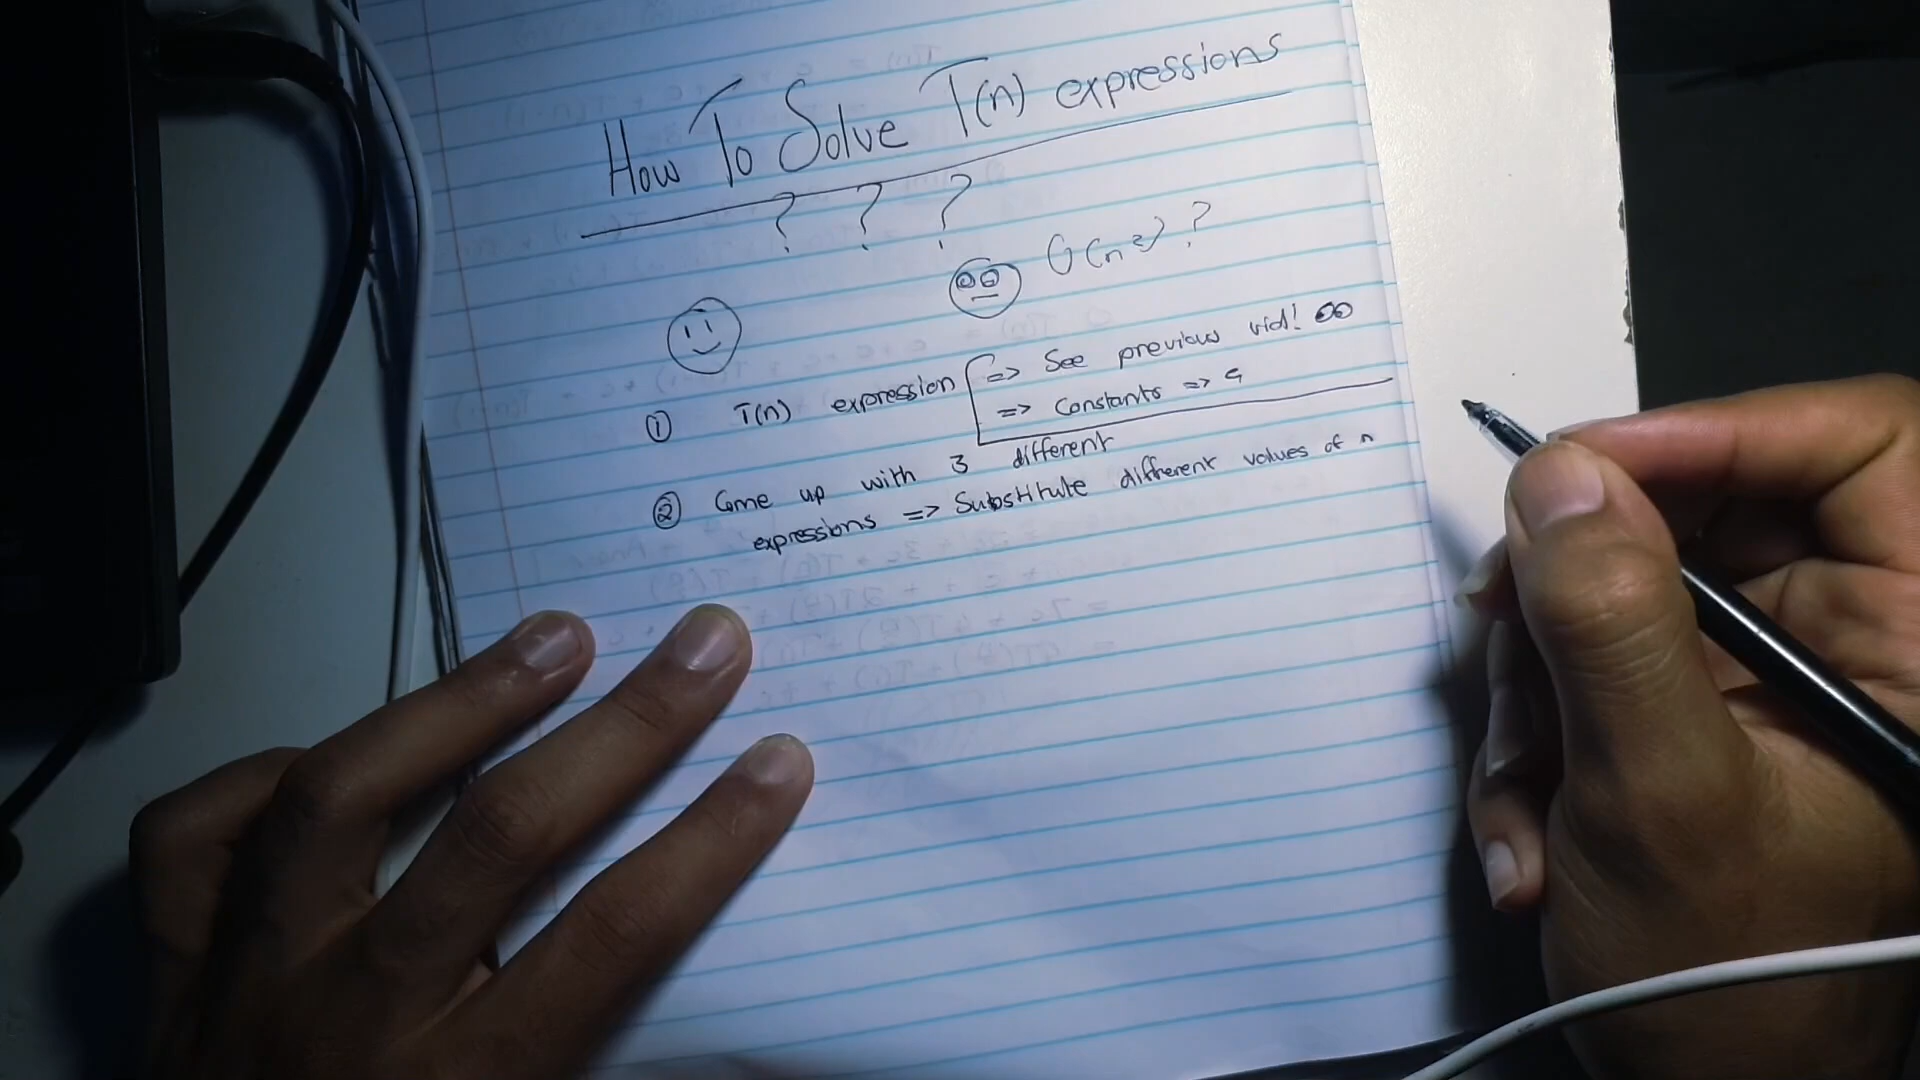 How To Solve T(n) expressions
? ? ?
O(n²)?
① T(n) expression => See previous vid!
=> Constants => c
② Come up with 3 different
expressions => Substitute different values of n